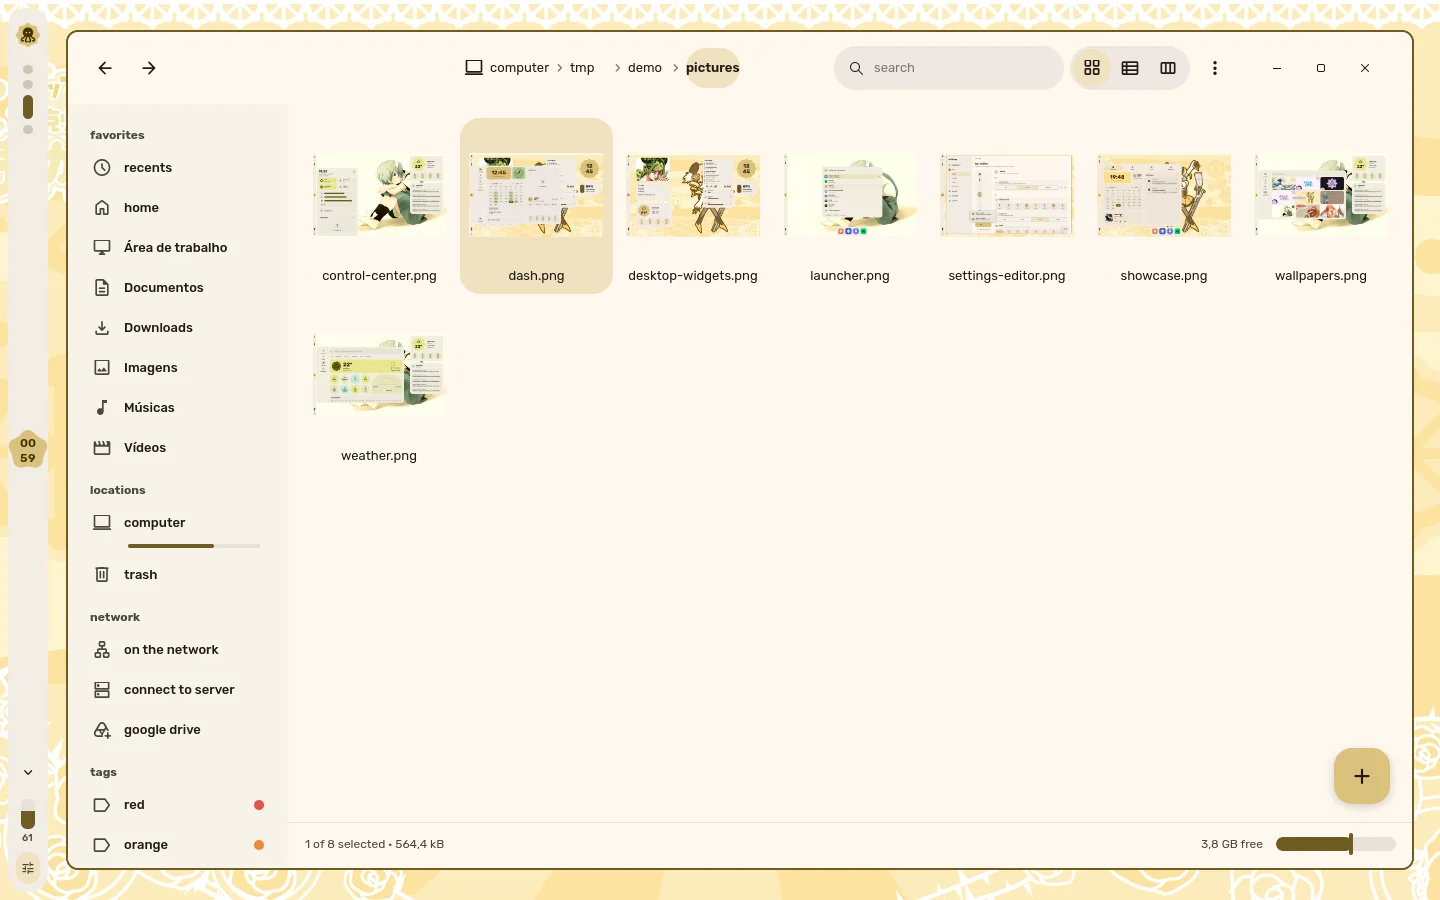 computer
tmp
demo
pictures
search
favorites
recents
home
Área de trabalho
Documentos
Downloads
Imagens
Músicas
Vídeos
locations
computer
trash
network
on the network
connect to server
google drive
tags
red
orange
00
59
61
control-center.png
dash.png
desktop-widgets.png
launcher.png
settings-editor.png
showcase.png
wallpapers.png
weather.png
1 of 8 selected • 564,4 kB
3,8 GB free